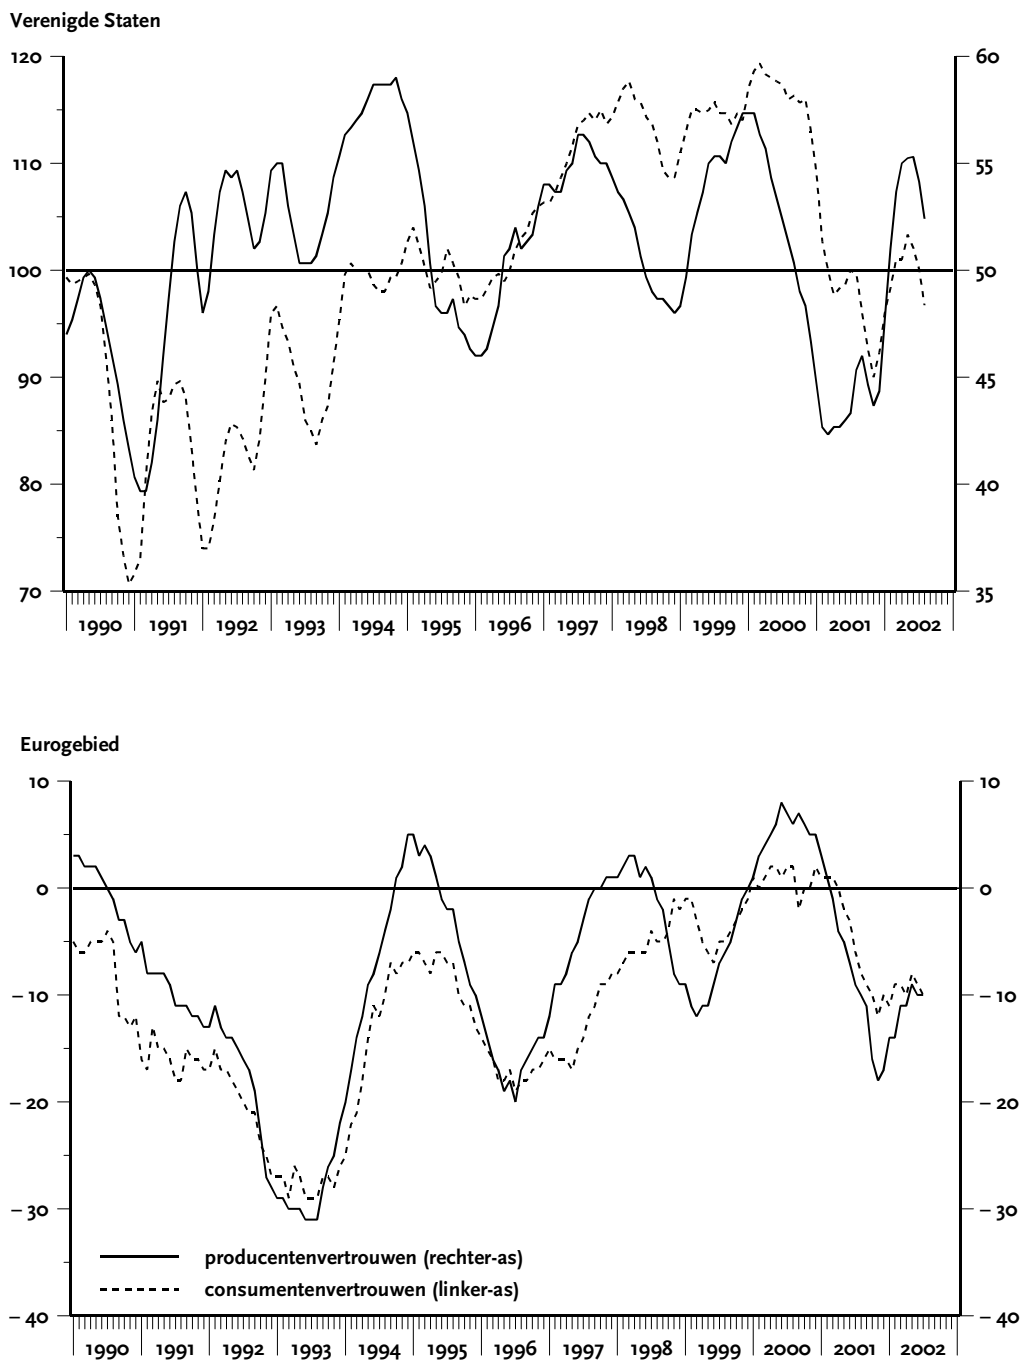 Verenigde Staten
120 60
110 55
100 50
90 45
80 40
70 35
1990 1991 1992 1993 1994 1995 1996 1997 1998 1999 2000 2001 2002
Eurogebied
10 10
0 0
– 10 – 10
– 20 – 20
– 30 – 30
producentenvertrouwen (rechter-as)
consumentenvertrouwen (linker-as)
– 40 – 40
1990 1991 1992 1993 1994 1995 1996 1997 1998 1999 2000 2001 2002